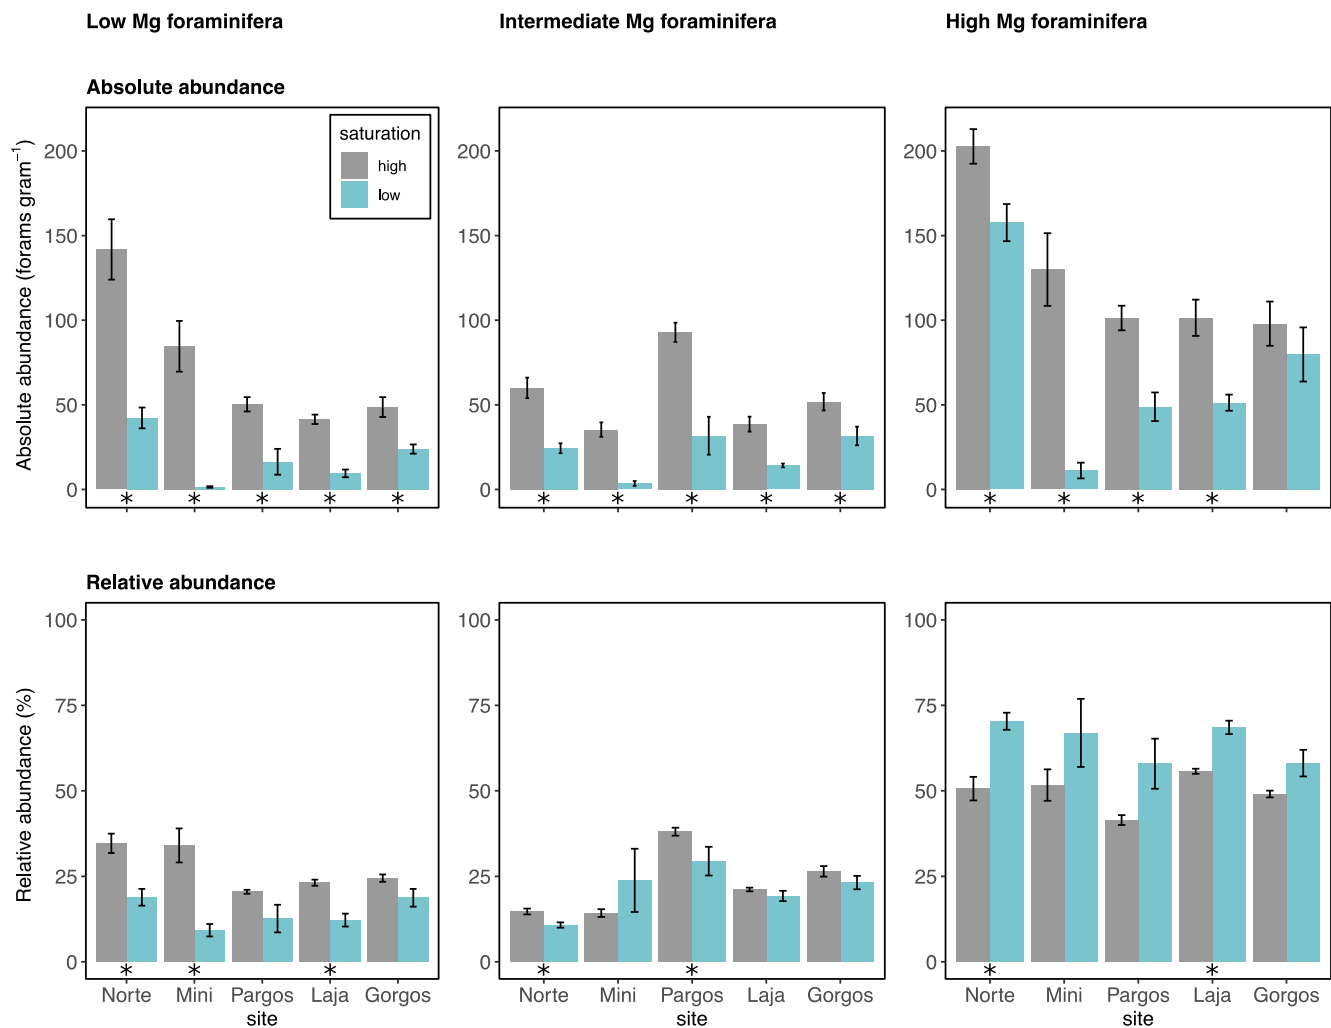 Low Mg foraminifera Intermediate Mg foraminifera High Mg foraminifera
Absolute abundance
Absolute abundance (forams gram⁻¹)
200
150
100
50
0
saturation
high
low
* * * * *
200
150
100
50
0
* * * * *
200
150
100
50
0
* * * *
Relative abundance
Relative abundance (%)
100
75
50
25
0
* * *
Norte Mini Pargos Laja Gorgos
site
100
75
50
25
0
* *
Norte Mini Pargos Laja Gorgos
site
100
75
50
25
0
* *
Norte Mini Pargos Laja Gorgos
site